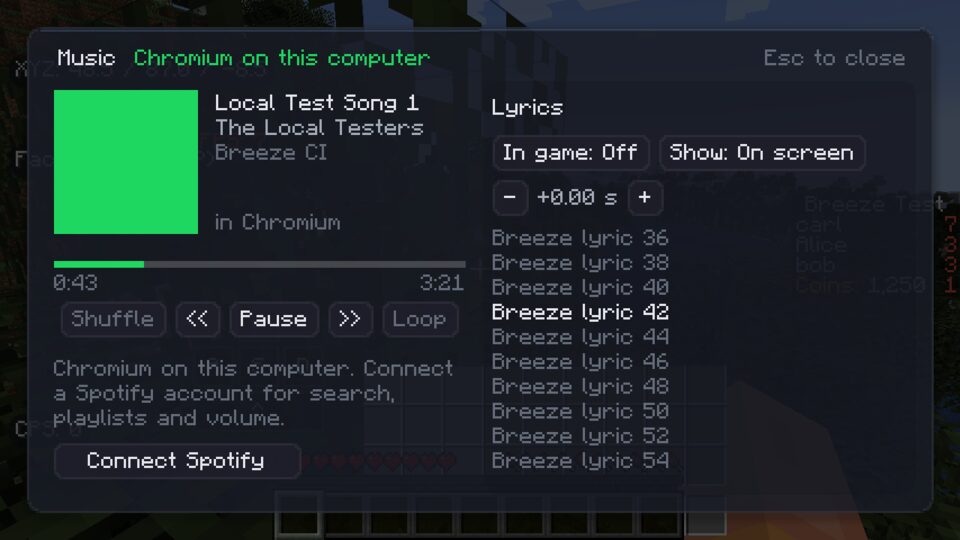 Music Chromium on this computer
Esc to close
Local Test Song 1
The Local Testers
Breeze CI
in Chromium
0:43
3:21
Shuffle << Pause >> Loop
Chromium on this computer. Connect
a Spotify account for search,
playlists and volume.
Connect Spotify
Lyrics
In game: Off Show: On screen
- +0.00 s +
Breeze lyric 36
Breeze lyric 38
Breeze lyric 40
Breeze lyric 42
Breeze lyric 44
Breeze lyric 46
Breeze lyric 48
Breeze lyric 50
Breeze lyric 52
Breeze lyric 54
Breeze Test
carl 7
Alice 3
bob 3
Coins: 1,250 1